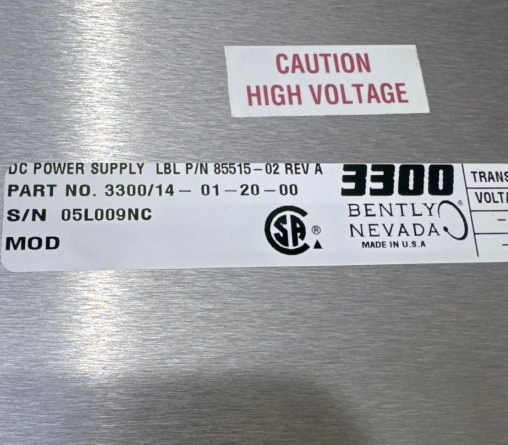 CAUTION
HIGH VOLTAGE
DC POWER SUPPLY LBL P/N 85515-02 REV A
PART NO. 3300/14 - 01-20-00
S/N 05L009NC
MOD
SA ®
3300
BENTLY
NEVADA ®
MADE IN U.S.A
TRANS
VOLTA
-
-